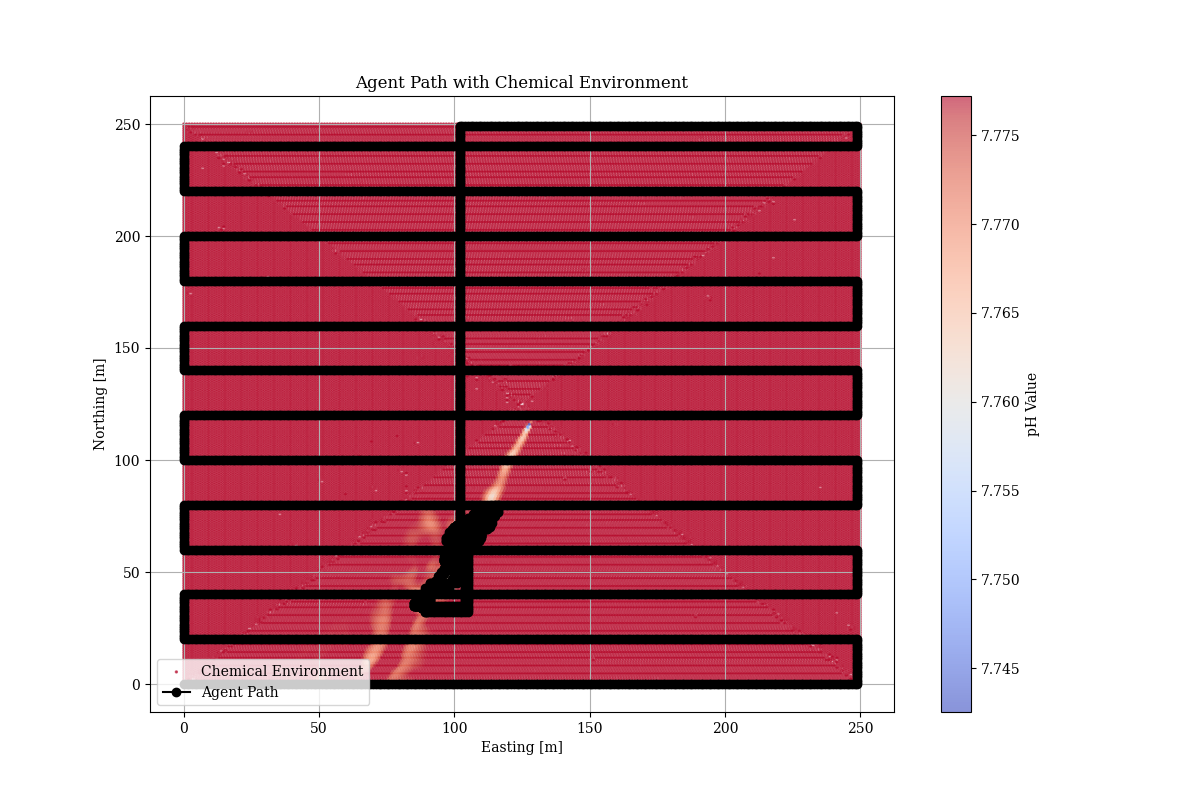 Agent Path with Chemical Environment
250
200
150
100
50
0
Northing [m]
Chemical Environment
Agent Path
0 50 100 150 200 250
Easting [m]
7.775
7.770
7.765
7.760
7.755
7.750
7.745
pH Value